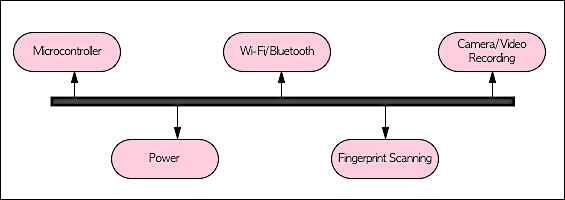 Microcontroller
Wi-Fi/Bluetooth
Camera/Video
Recording
Power
Fingerprint Scanning